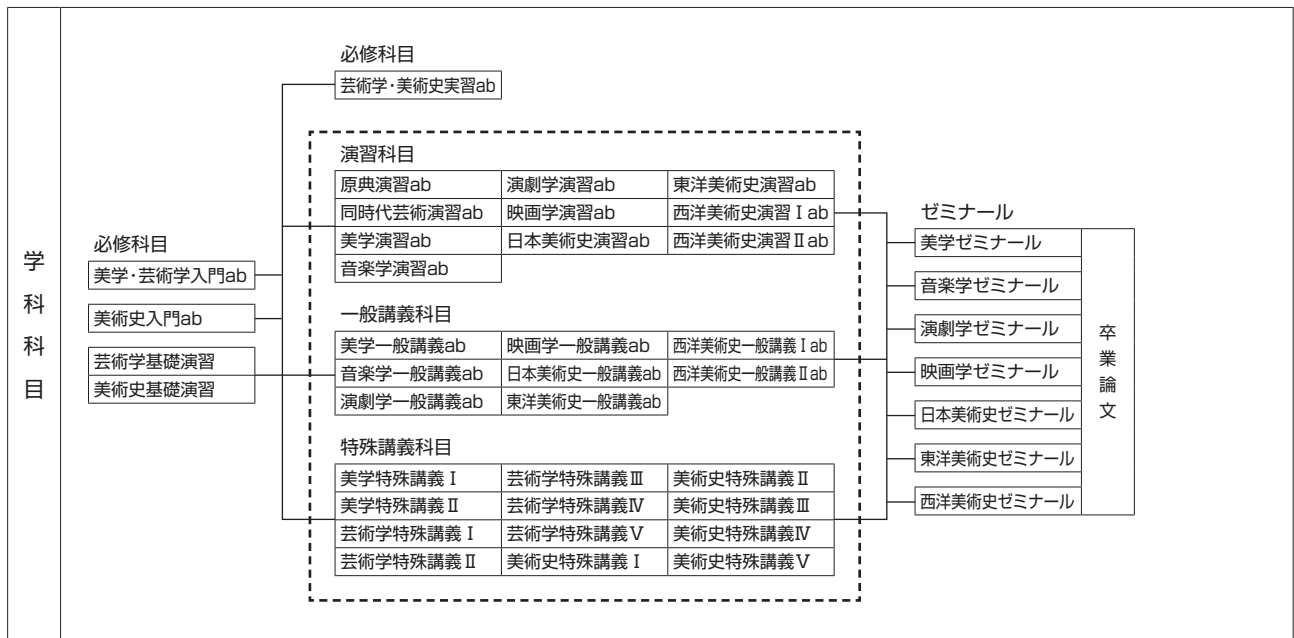 学科科目
必修科目
美学・芸術学入門ab
美術史入門ab
芸術学基礎演習
美術史基礎演習
必修科目
芸術学・美術史実習ab
演習科目
原典演習ab 演劇学演習ab 東洋美術史演習ab
同時代芸術演習ab 映画学演習ab 西洋美術史演習Ⅰab
美学演習ab 日本美術史演習ab 西洋美術史演習Ⅱab
音楽学演習ab
一般講義科目
美学一般講義ab 映画学一般講義ab 西洋美術史一般講義Ⅰab
音楽学一般講義ab 日本美術史一般講義ab 西洋美術史一般講義Ⅱab
演劇学一般講義ab 東洋美術史一般講義ab
特殊講義科目
美学特殊講義Ⅰ 芸術学特殊講義Ⅲ 美術史特殊講義Ⅱ
美学特殊講義Ⅱ 芸術学特殊講義Ⅳ 美術史特殊講義Ⅲ
芸術学特殊講義Ⅰ 芸術学特殊講義Ⅴ 美術史特殊講義Ⅳ
芸術学特殊講義Ⅱ 美術史特殊講義Ⅰ 美術史特殊講義Ⅴ
ゼミナール
美学ゼミナール
音楽学ゼミナール
演劇学ゼミナール
映画学ゼミナール
日本美術史ゼミナール
東洋美術史ゼミナール
西洋美術史ゼミナール
卒業論文